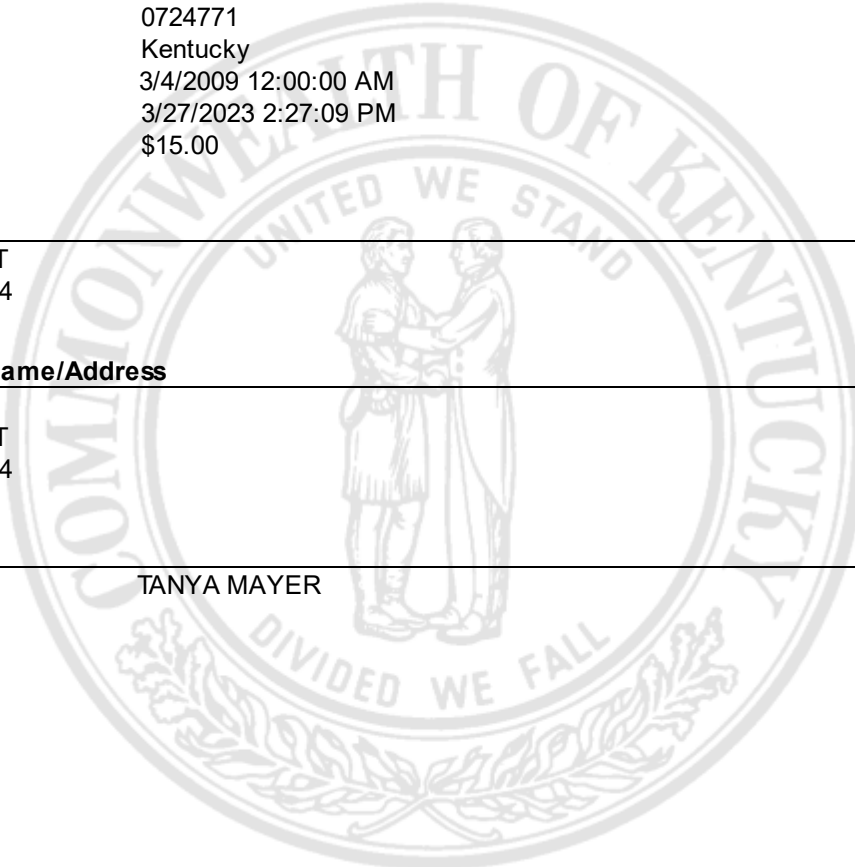 0724771
Kentucky
3/4/2009 12:00:00 AM
3/27/2023 2:27:09 PM
$15.00
COMMONWEALTH OF KENTUCKY
UNITED WE STAND
T
4
ame/Address
T
4
TANYA MAYER
DIVIDED WE FALL